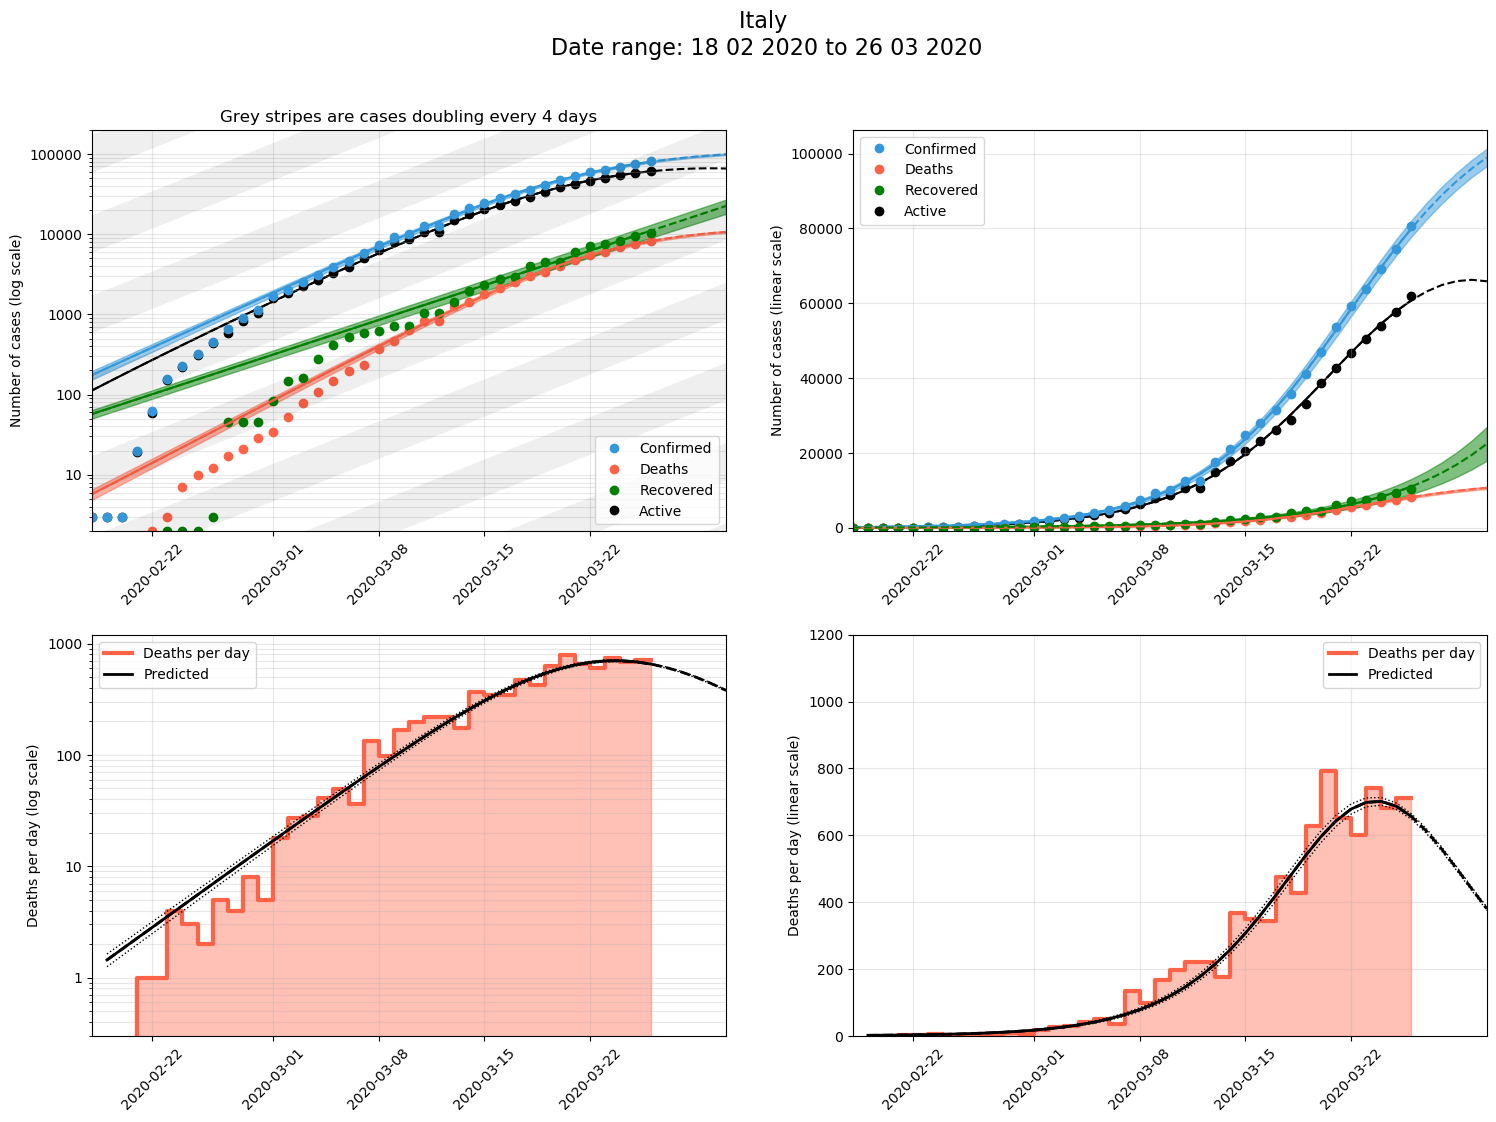 Italy
Date range: 18 02 2020 to 26 03 2020
Grey stripes are cases doubling every 4 days
Number of cases (log scale)
100000
10000
1000
100
10
2020-02-22
2020-03-01
2020-03-08
2020-03-15
2020-03-22
Confirmed
Deaths
Recovered
Active
Number of cases (linear scale)
100000
80000
60000
40000
20000
0
2020-02-22
2020-03-01
2020-03-08
2020-03-15
2020-03-22
Confirmed
Deaths
Recovered
Active
Deaths per day (log scale)
1000
100
10
1
2020-02-22
2020-03-01
2020-03-08
2020-03-15
2020-03-22
Deaths per day
Predicted
Deaths per day (linear scale)
1200
1000
800
600
400
200
0
2020-02-22
2020-03-01
2020-03-08
2020-03-15
2020-03-22
Deaths per day
Predicted